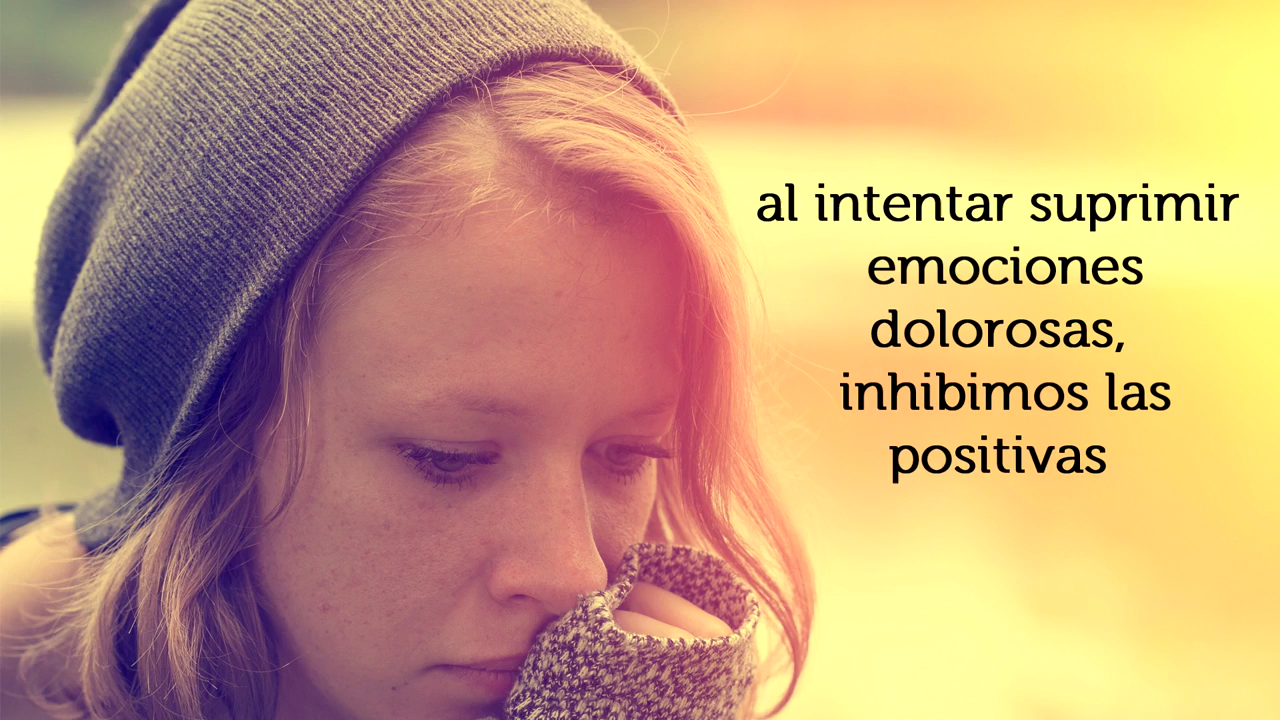 al intentar suprimir
emociones
dolorosas,
inhibimos las
positivas